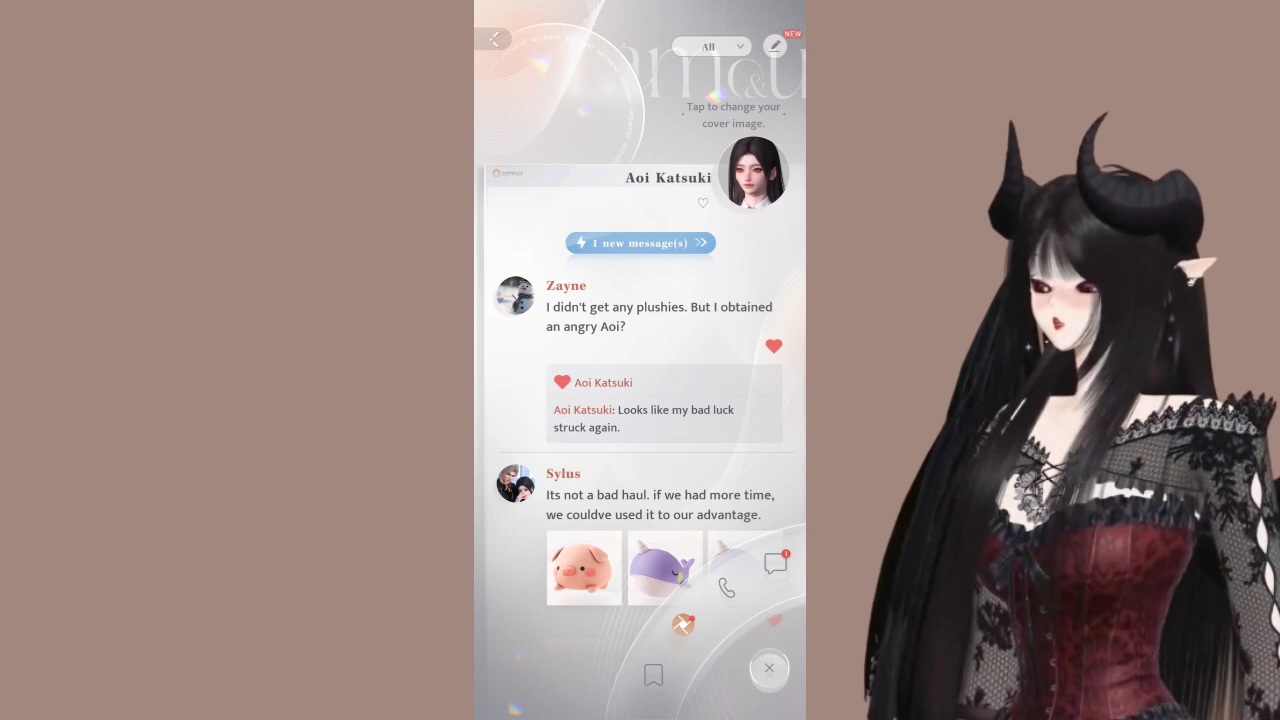 All
NEW
am&u
Tap to change your
cover image.
Aoi Katsuki
1 new message(s)
Zayne
I didn't get any plushies. But I obtained
an angry Aoi?
Aoi Katsuki
Aoi Katsuki: Looks like my bad luck
struck again.
Sylus
Its not a bad haul. if we had more time,
we couldve used it to our advantage.
1